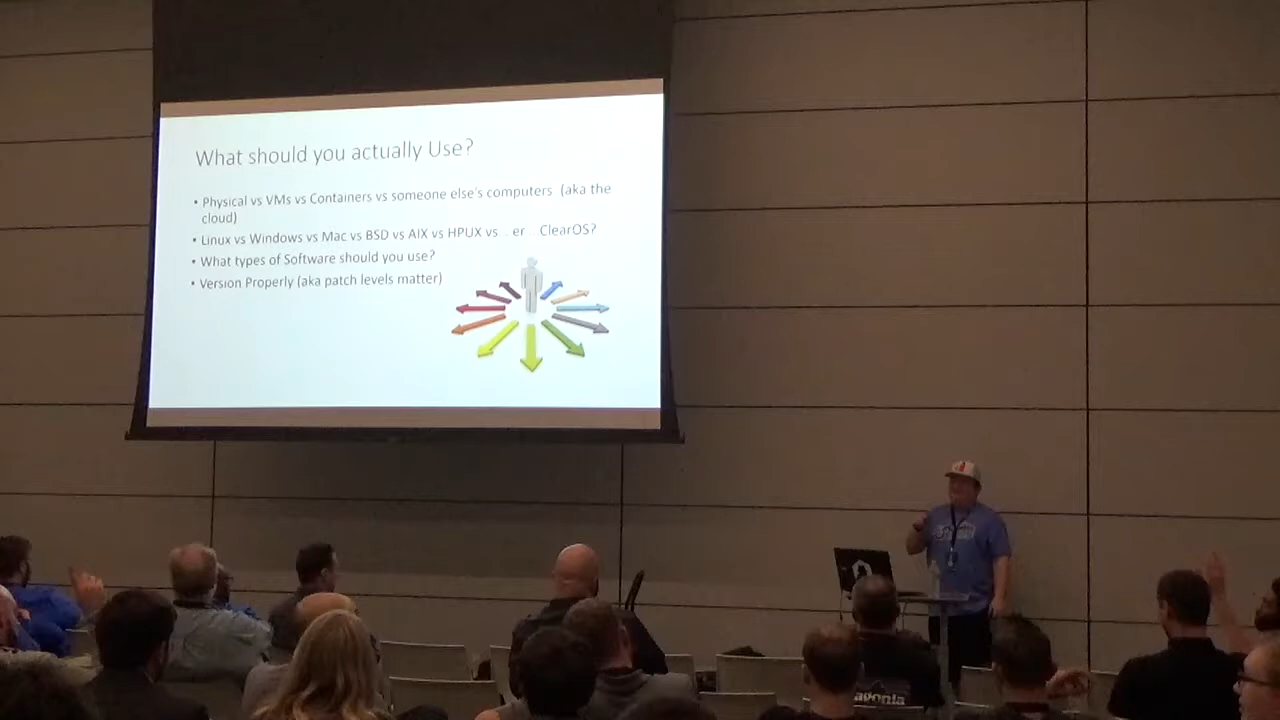 What should you actually Use?
• Physical vs VMs vs Containers vs someone else's computers (aka the
cloud)
• Linux vs Windows vs Mac vs BSD vs AIX vs HPUX vs .. er... ClearOS?
• What types of Software should you use?
• Version Properly (aka patch levels matter)
agonia